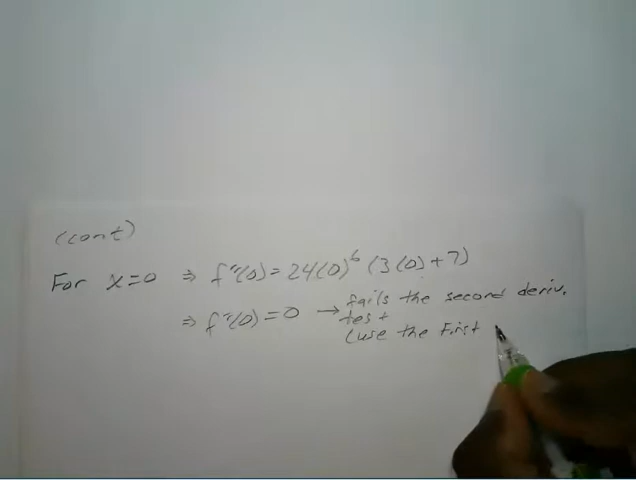 (cont)
For x=0 ⇒ f"(0)=24(0)^6 (3(0)+7)
⇒ f"(0)=0 → fails the second deriv.
test
(use the First